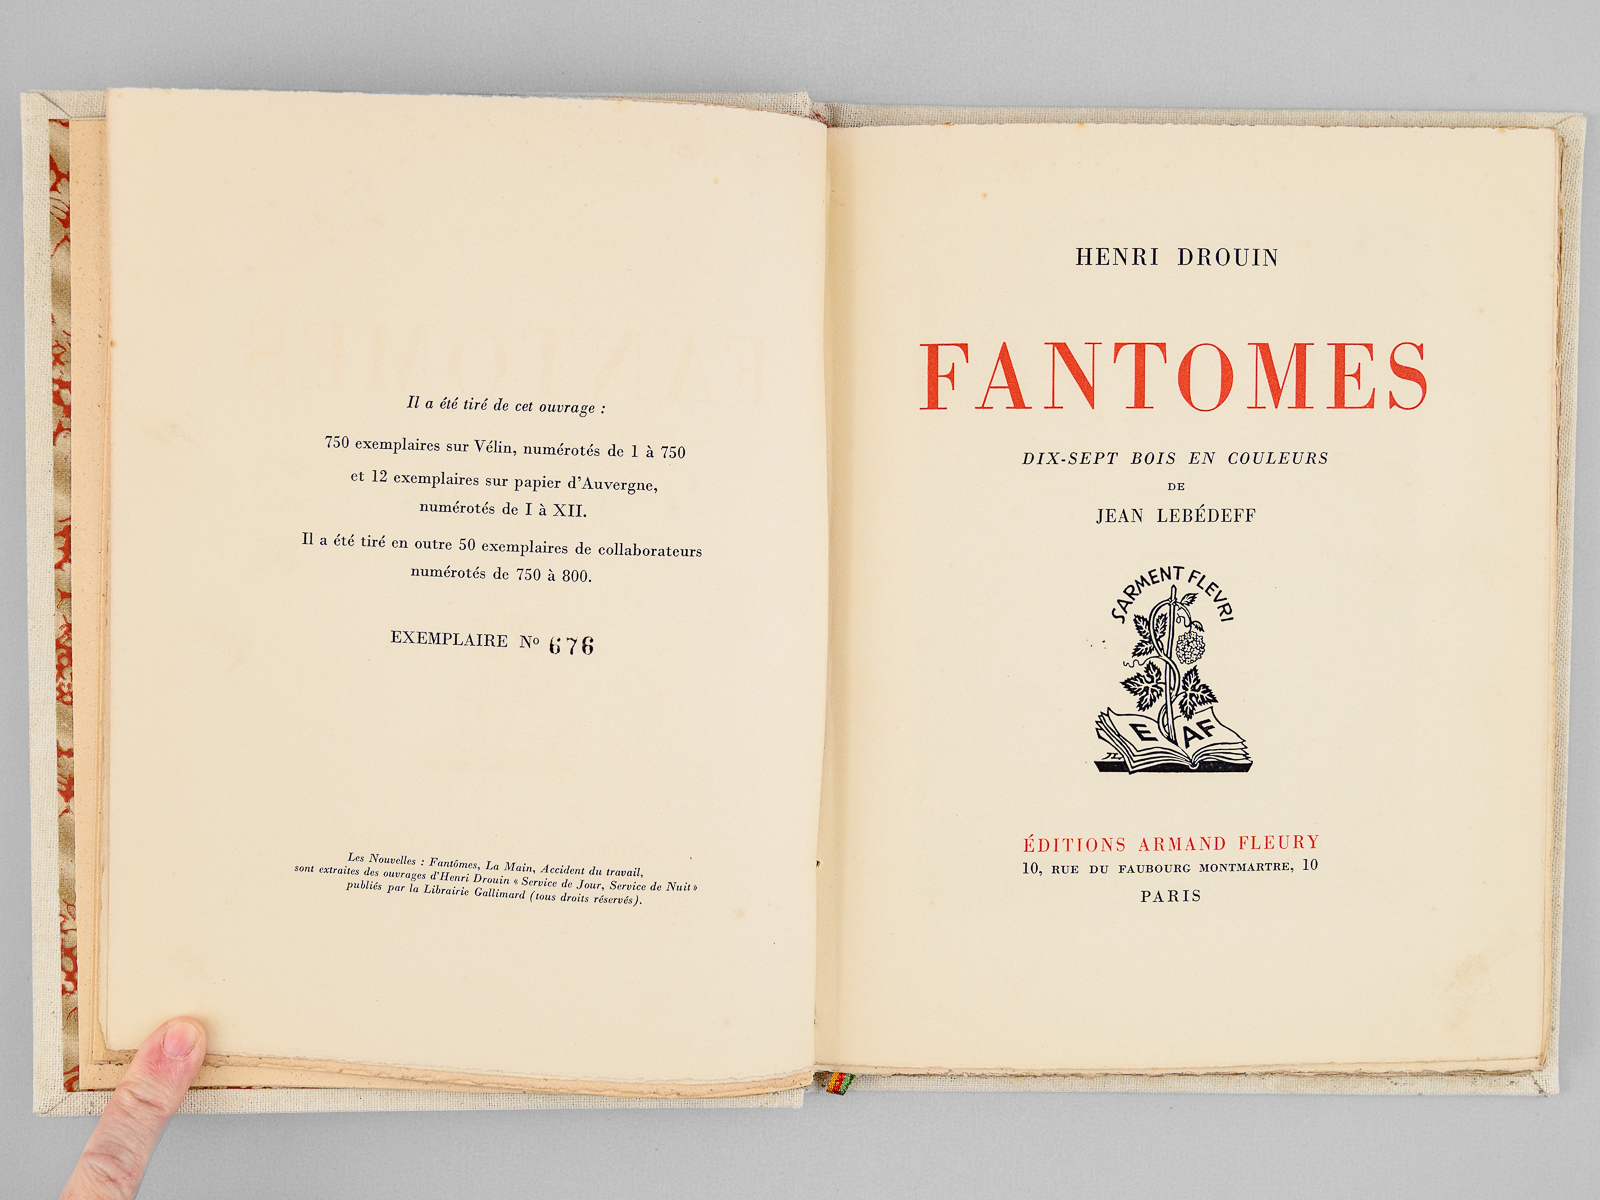 Il a été tiré de cet ouvrage :
750 exemplaires sur Vélin, numérotés de 1 à 750
et 12 exemplaires sur papier d'Auvergne,
numérotés de I à XII.
Il a été tiré en outre 50 exemplaires de collaborateurs
numérotés de 750 à 800.
EXEMPLAIRE Nº 676
Les Nouvelles : Fantômes, La Main, Accident du travail,
sont extraites des ouvrages d'Henri Drouin « Service de Jour, Service de Nuit »
publiés par la Librairie Gallimard (tous droits réservés).
HENRI DROUIN
FANTOMES
DIX-SEPT BOIS EN COULEURS
DE
JEAN LEBÉDEFF
SARMENT FLEVRI
E AF
ÉDITIONS ARMAND FLEURY
10, RUE DU FAUBOURG MONTMARTRE, 10
PARIS